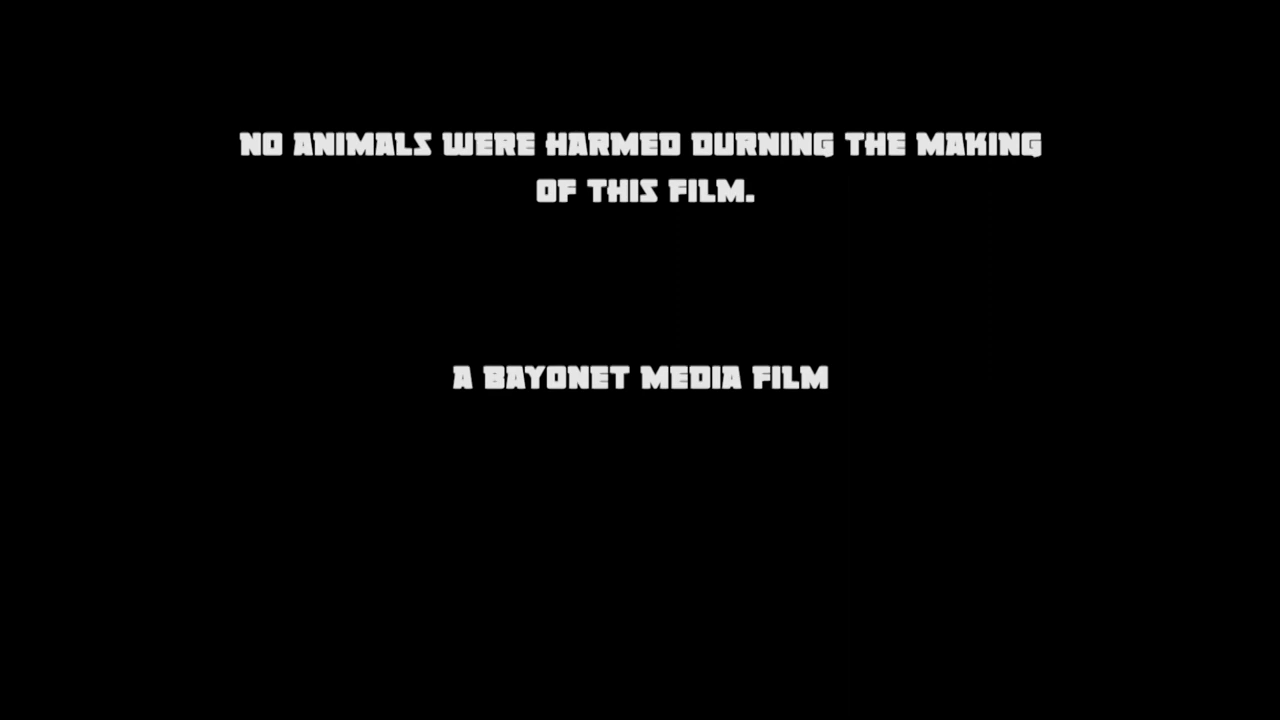 NO ANIMALS WERE HARMED DURNING THE MAKING
OF THIS FILM.
A BAYONET MEDIA FILM